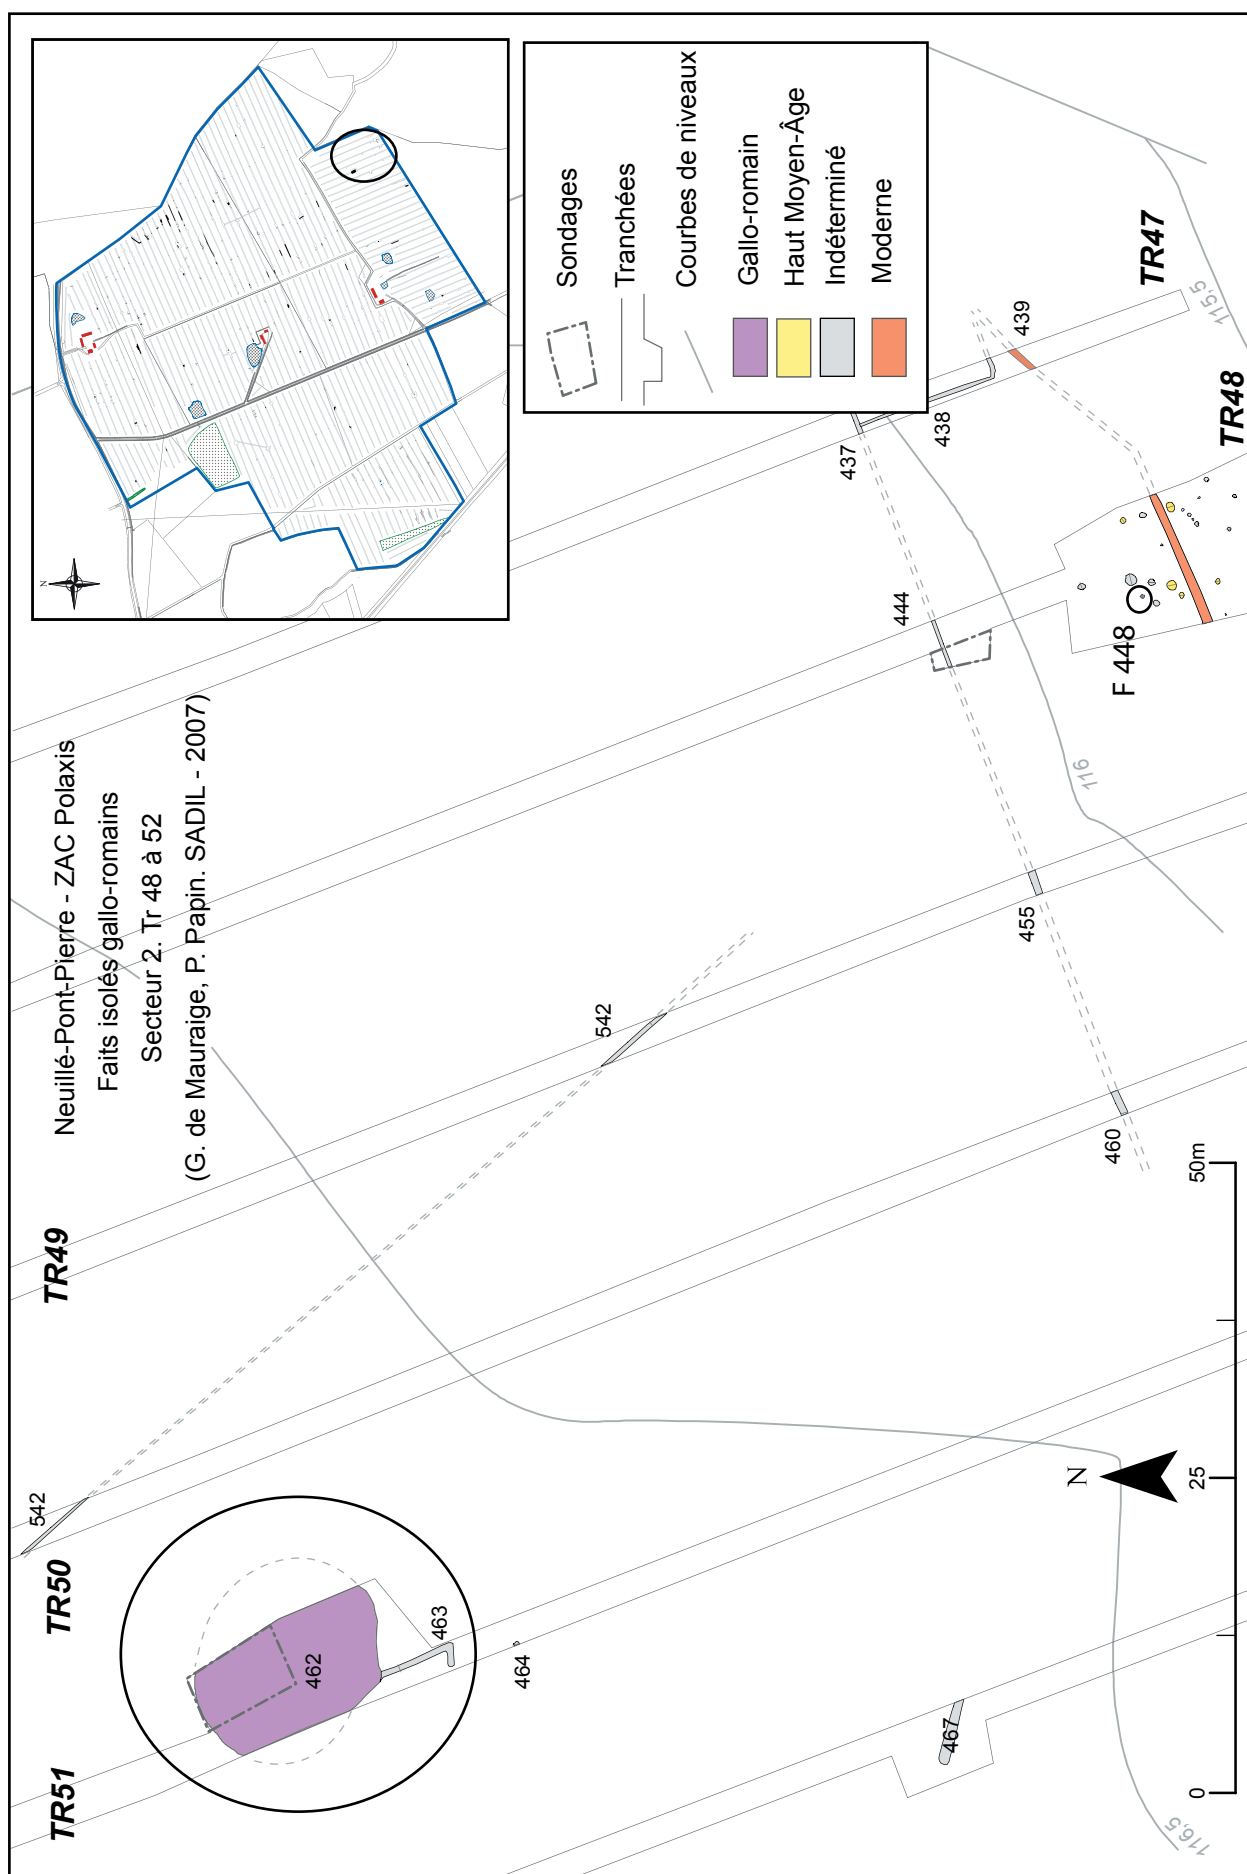 Neuillé-Pont-Pierre - ZAC Polaxis
Faits isolés gallo-romains
Secteur 2. Tr 48 à 52
(G. de Mauraige, P. Papin. SADIL - 2007)
N
Sondages
Tranchées
Courbes de niveaux
Gallo-romain
Haut Moyen-Âge
Indéterminé
Moderne
TR51
TR50
TR49
TR48
TR47
542
542
462
463
464
467
437
438
439
444
455
460
F 448
116
115,5
116,5
N
0
25
50m